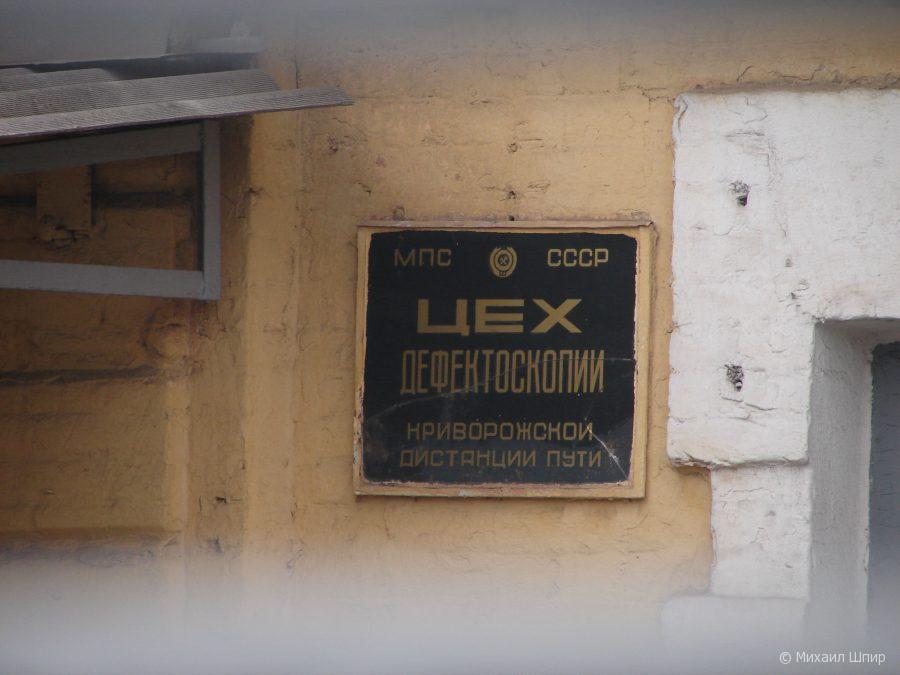 МПС СССР
ЦЕХ
ДЕФЕКТОСКОПИИ
КРИВОРОЖСКОЙ
ДИСТАНЦИИ ПУТИ
© Михаил Шпир